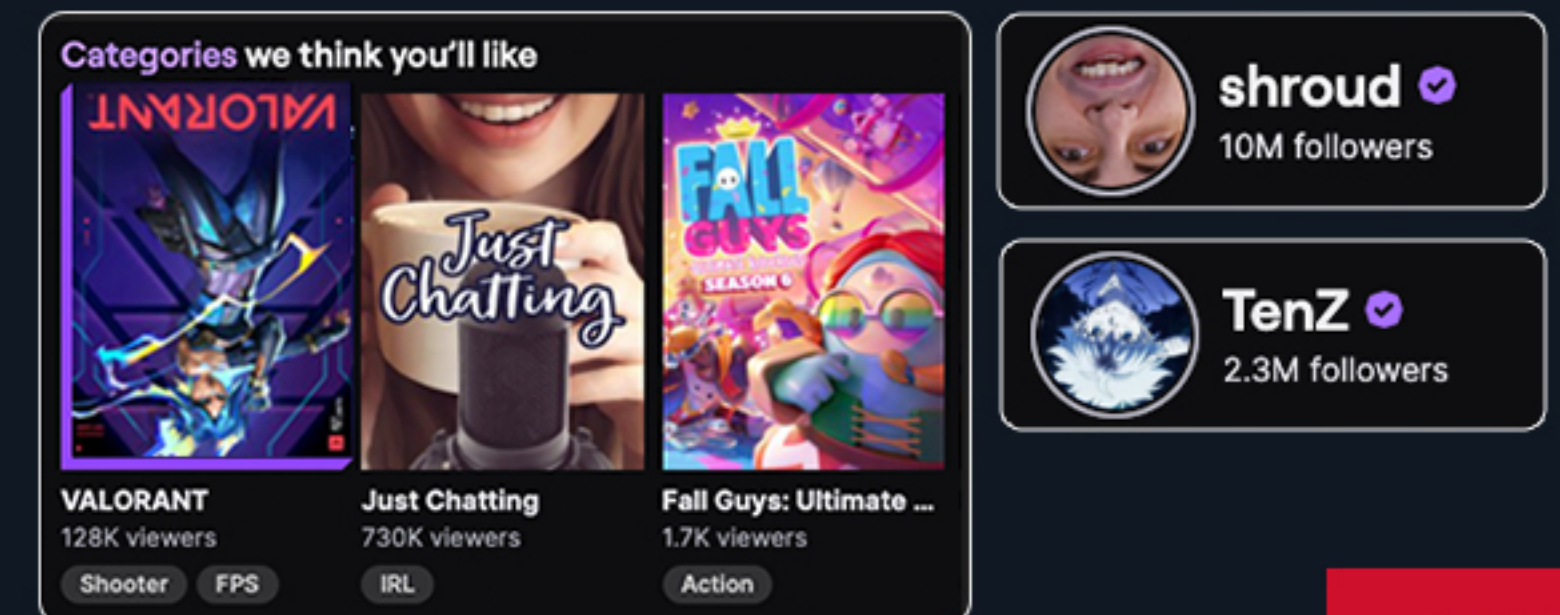 Categories we think you'll like
VALORANT
Just
Chatting
FALL
GUYS
SEASON 6
VALORANT
128K viewers
Shooter FPS
Just Chatting
730K viewers
IRL
Fall Guys: Ultimate ...
1.7K viewers
Action
shroud
10M followers
TenZ
2.3M followers